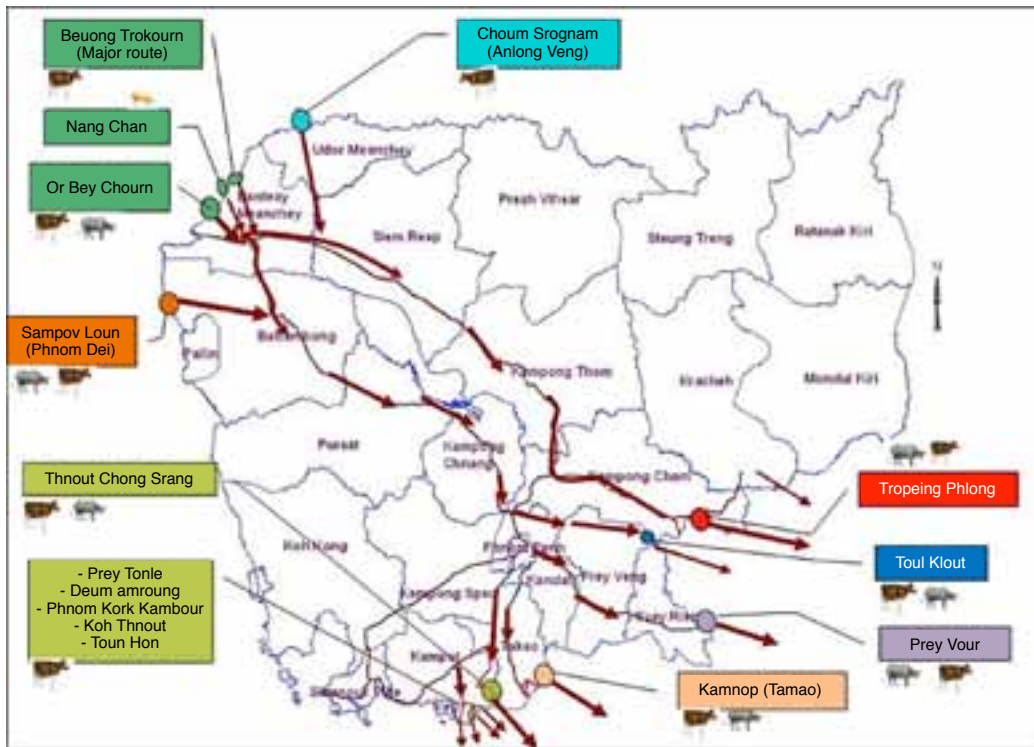 Beuong Trokourn
(Major route)
Choum Srognam
(Anlong Veng)
Nang Chan
Or Bey Chourn
Udor Meanchey
Meanchey
Preah Vihear
Siem Reap
Steung Treng
Ratanak Kiri
N
Sampov Loun
(Phnom Dei)
Pailin
Battambang
Kampong Thom
Kracheh
Mondul Kiri
Pursat
Kampong
Chnang
Kampong Cham
Thnout Chong Srang
Tropeing Phlong
Koh Kong
Phnom Penh
Kandal
Prey Veng
Toul Klout
- Prey Tonle
- Deum amroung
- Phnom Kork Kambour
- Koh Thnout
- Toun Hon
Kampong Speu
Svay Rieng
Prey Vour
Kampot
Takeo
Kamnop (Tamao)